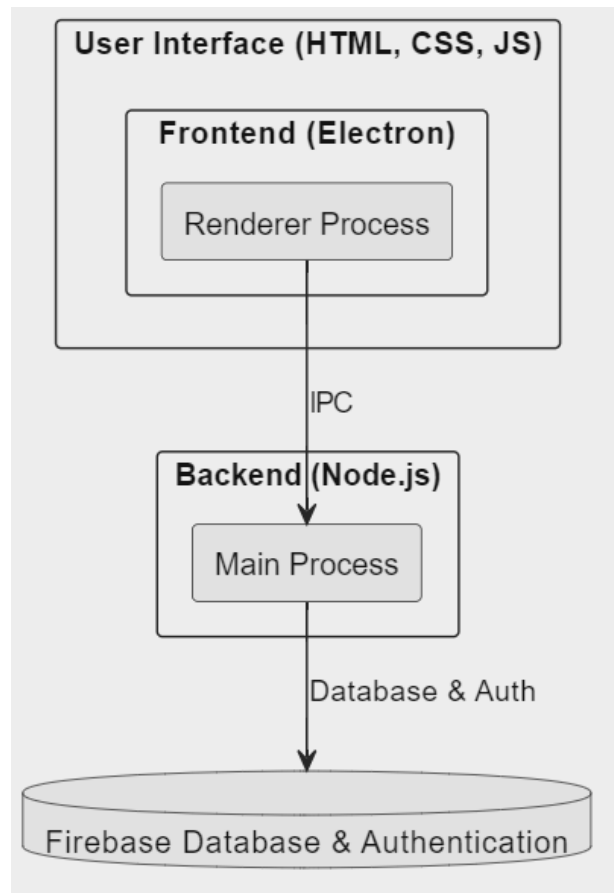 User Interface (HTML, CSS, JS)
Frontend (Electron)
Renderer Process
IPC
Backend (Node.js)
Main Process
Database & Auth
Firebase Database & Authentication